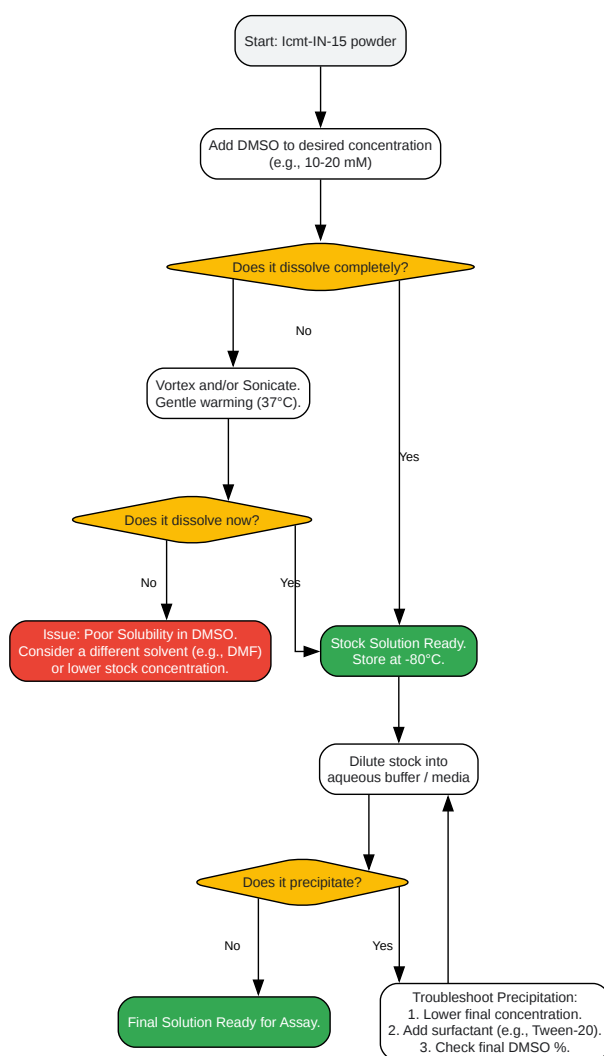 Start: Icmt-IN-15 powder
Add DMSO to desired concentration
(e.g., 10-20 mM)
Does it dissolve completely?
No
Vortex and/or Sonicate.
Gentle warming (37°C).
Yes
Does it dissolve now?
No
Yes
Issue: Poor Solubility in DMSO.
Consider a different solvent (e.g., DMF)
or lower stock concentration.
Stock Solution Ready.
Store at -80°C.
Dilute stock into
aqueous buffer / media
Does it precipitate?
No
Yes
Final Solution Ready for Assay.
Troubleshoot Precipitation:
1. Lower final concentration.
2. Add surfactant (e.g., Tween-20).
3. Check final DMSO %.